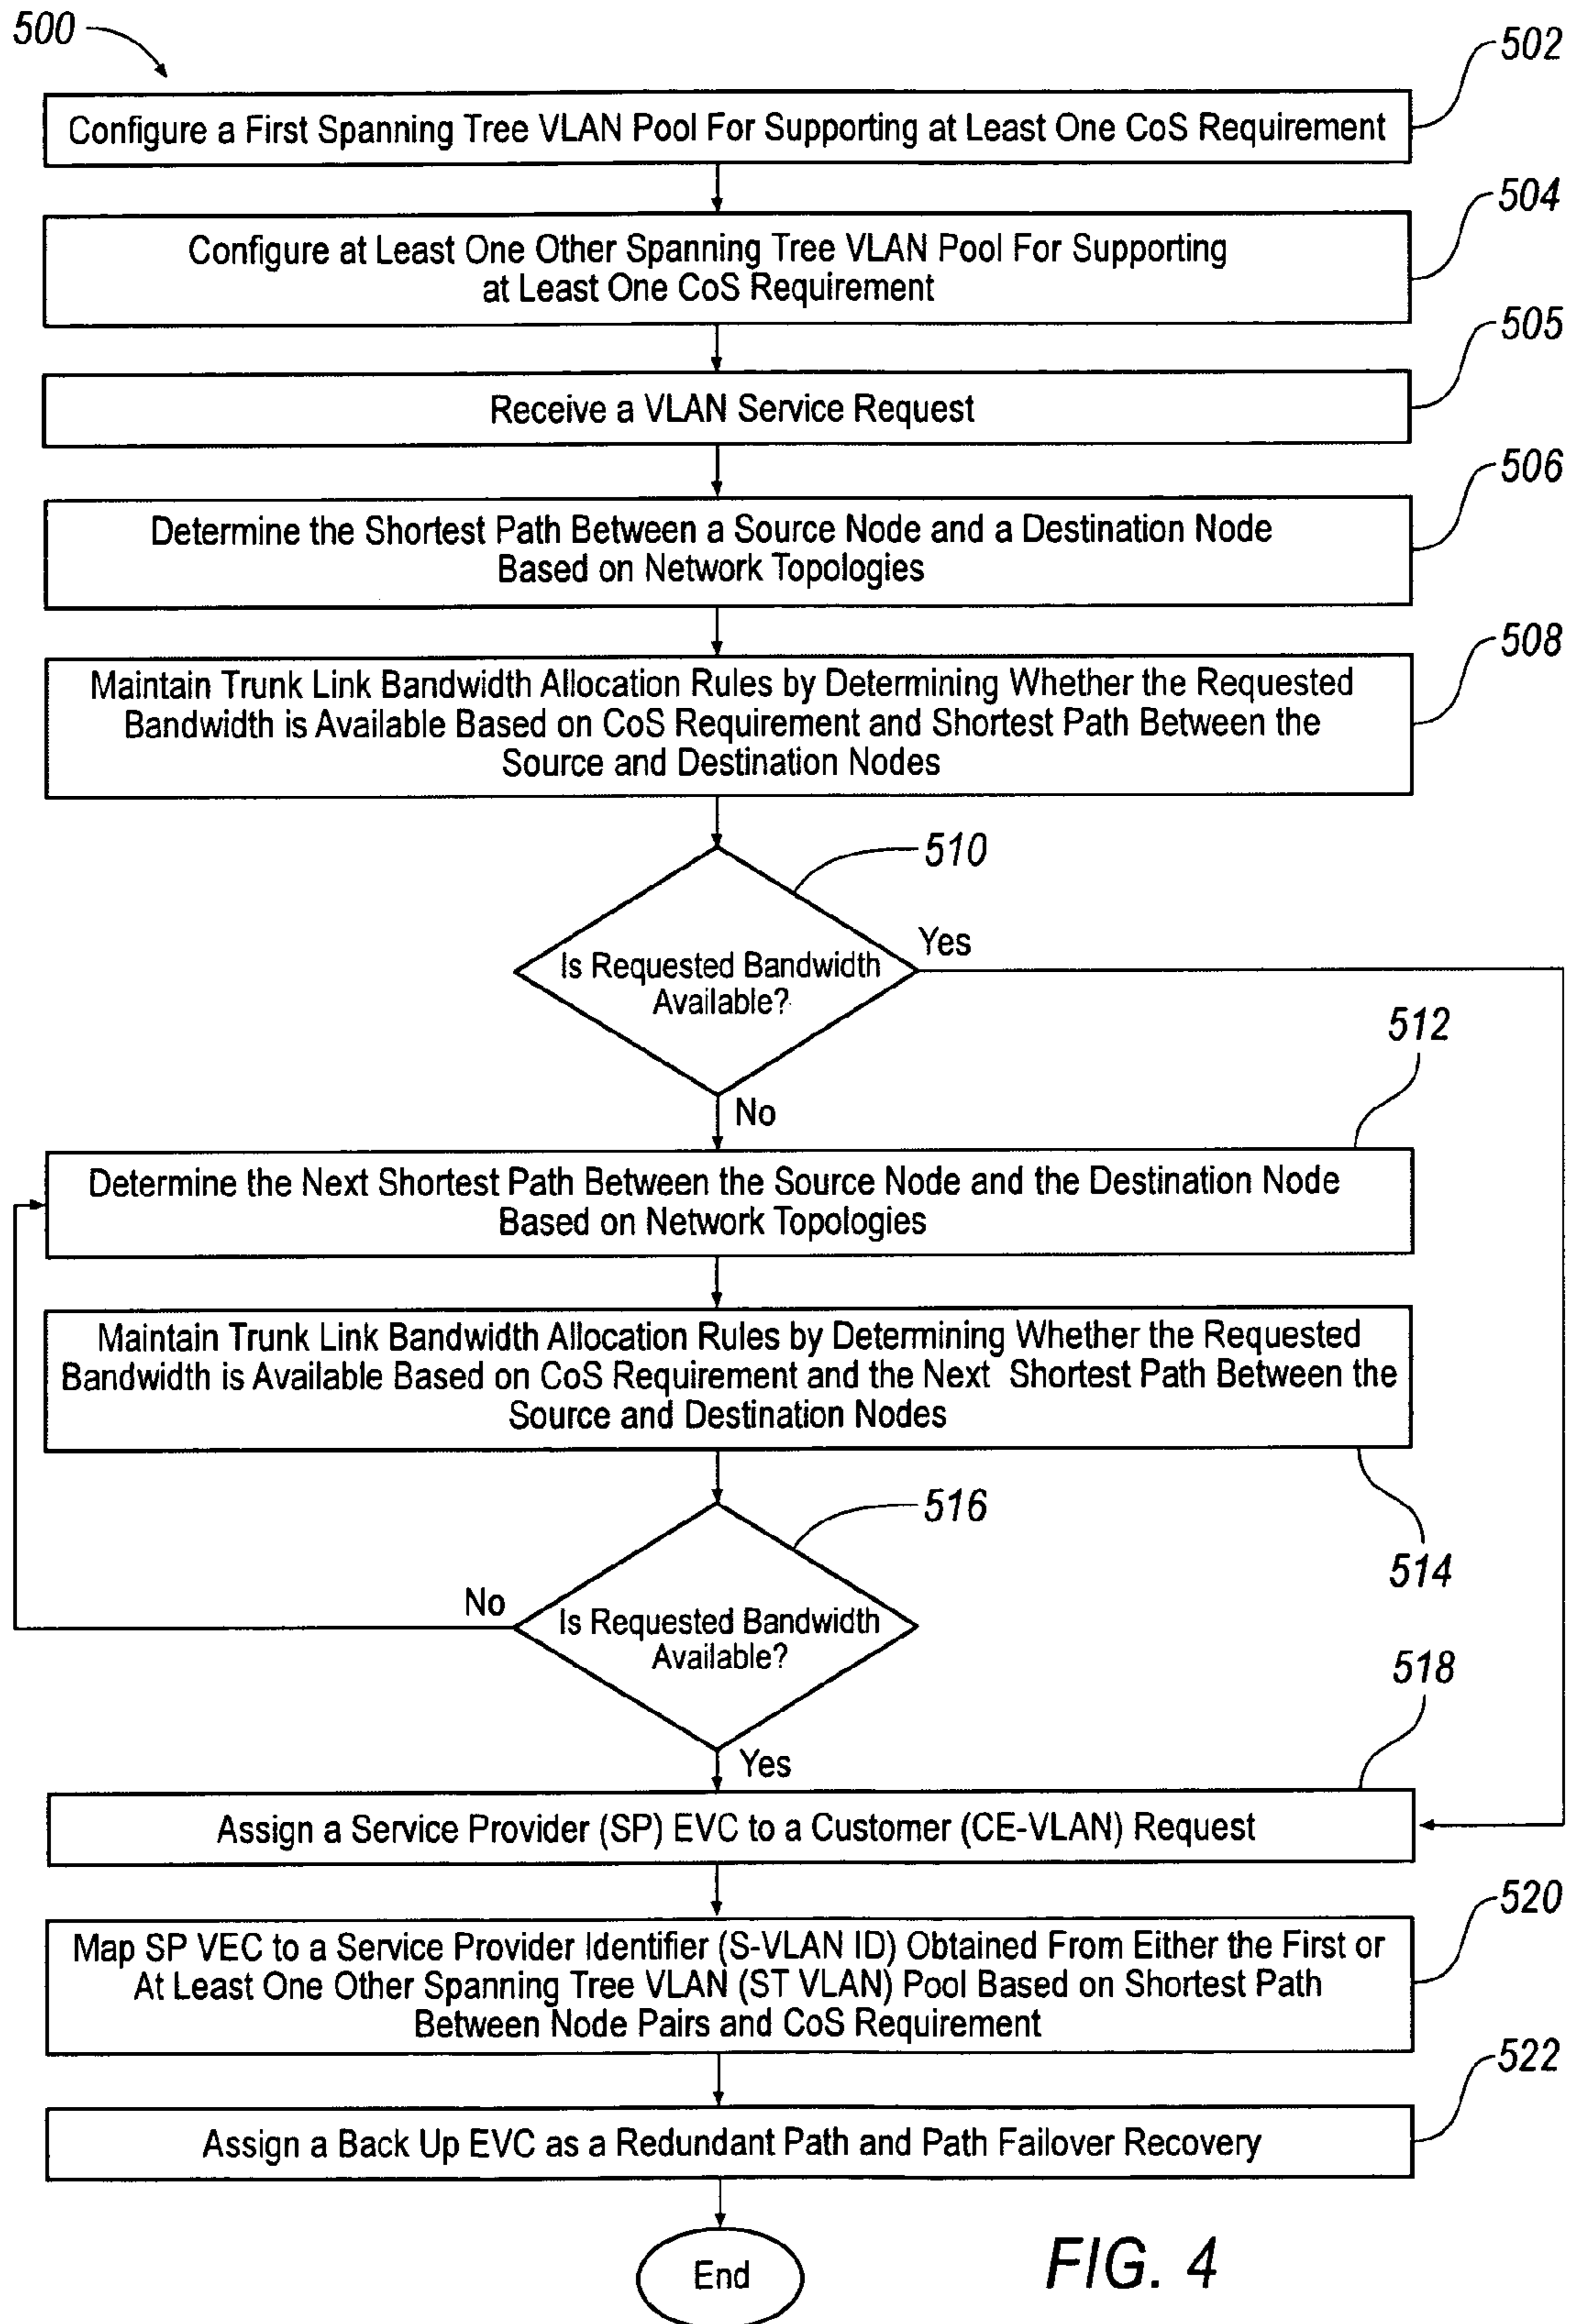 500
502
Configure a First Spanning Tree VLAN Pool For Supporting at Least One CoS Requirement
504
Configure at Least One Other Spanning Tree VLAN Pool For Supporting
at Least One CoS Requirement
505
Receive a VLAN Service Request
506
Determine the Shortest Path Between a Source Node and a Destination Node
Based on Network Topologies
508
Maintain Trunk Link Bandwidth Allocation Rules by Determining Whether the Requested
Bandwidth is Available Based on CoS Requirement and Shortest Path Between the
Source and Destination Nodes
510
Is Requested Bandwidth
Available?
Yes
No
512
Determine the Next Shortest Path Between the Source Node and the Destination Node
Based on Network Topologies
Maintain Trunk Link Bandwidth Allocation Rules by Determining Whether the Requested
Bandwidth is Available Based on CoS Requirement and the Next Shortest Path Between the
Source and Destination Nodes
514
516
Is Requested Bandwidth
Available?
No
Yes
518
Assign a Service Provider (SP) EVC to a Customer (CE-VLAN) Request
520
Map SP VEC to a Service Provider Identifier (S-VLAN ID) Obtained From Either the First or
At Least One Other Spanning Tree VLAN (ST VLAN) Pool Based on Shortest Path
Between Node Pairs and CoS Requirement
522
Assign a Back Up EVC as a Redundant Path and Path Failover Recovery
End
FIG. 4